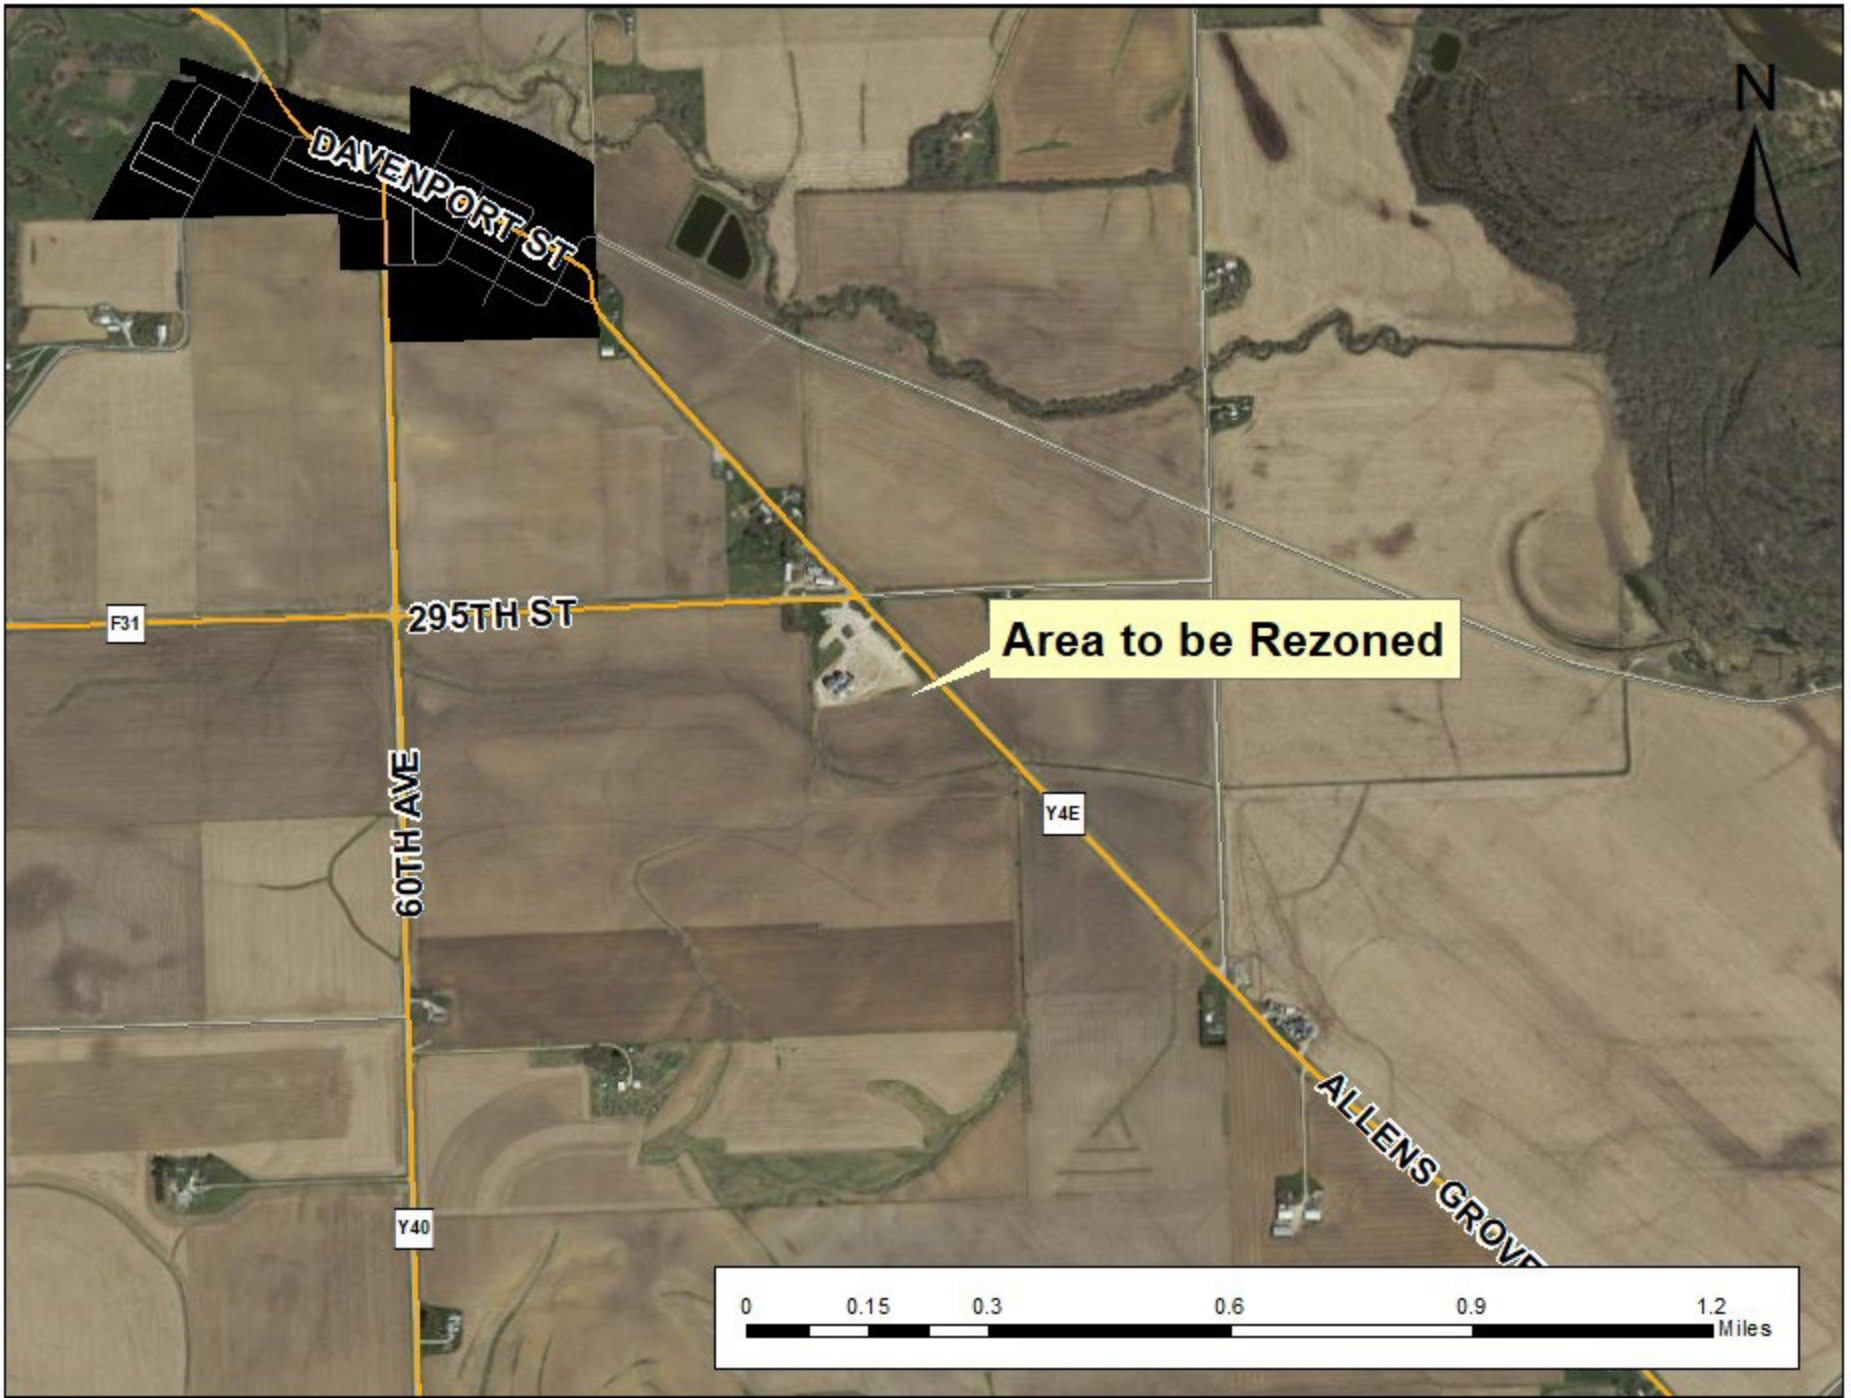 N
DAVENPORT ST
F31
295TH ST
Area to be Rezoned
60TH AVE
Y4E
ALLENS GROVE
Y40
0 0.15 0.3 0.6 0.9 1.2
Miles